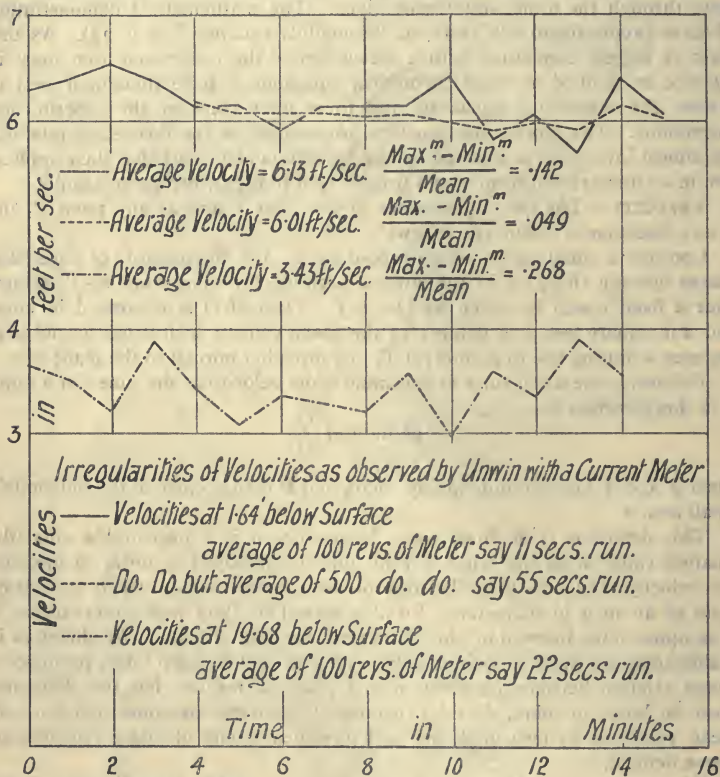 7
6
Average Velocity = 6·13 ft/sec. Max.ᵐ - Min.ᵐ / Mean = ·142
Average Velocity = 6·01 ft/sec. Max. - Min.ᵐ / Mean = ·049
Average Velocity = 3·43 ft/sec. Max. - Min.ᵐ / Mean = ·268
4
3
Velocities in feet per sec.
Irregularities of Velocities as observed by Unwin with a Current Meter
Velocities at 1·64' below Surface
average of 100 revs. of Meter say 11 secs. run.
Do. Do. but average of 500 do. do. say 55 secs. run.
Velocities at 19·68 below Surface
average of 100 revs. of Meter say 22 secs. run.
Time in Minutes
0 2 4 6 8 10 12 14 16